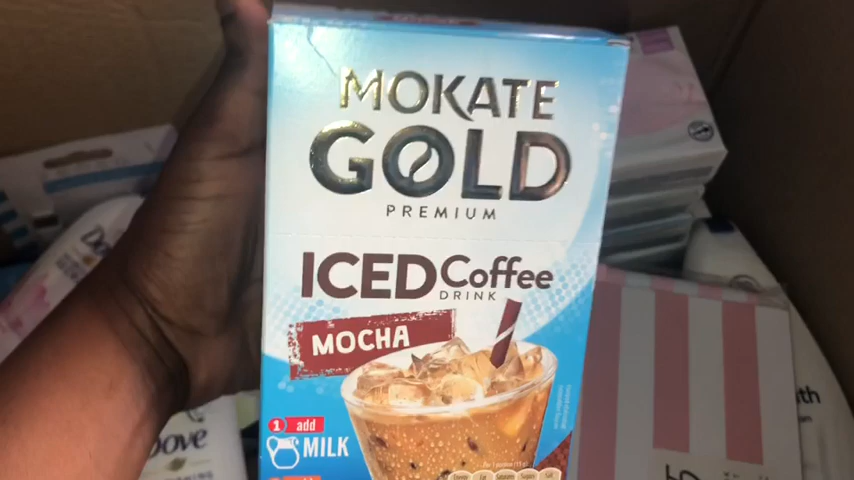 MOKATE
GOLD
PREMIUM
ICED Coffee
DRINK
MOCHA
1 add
MILK
Dove